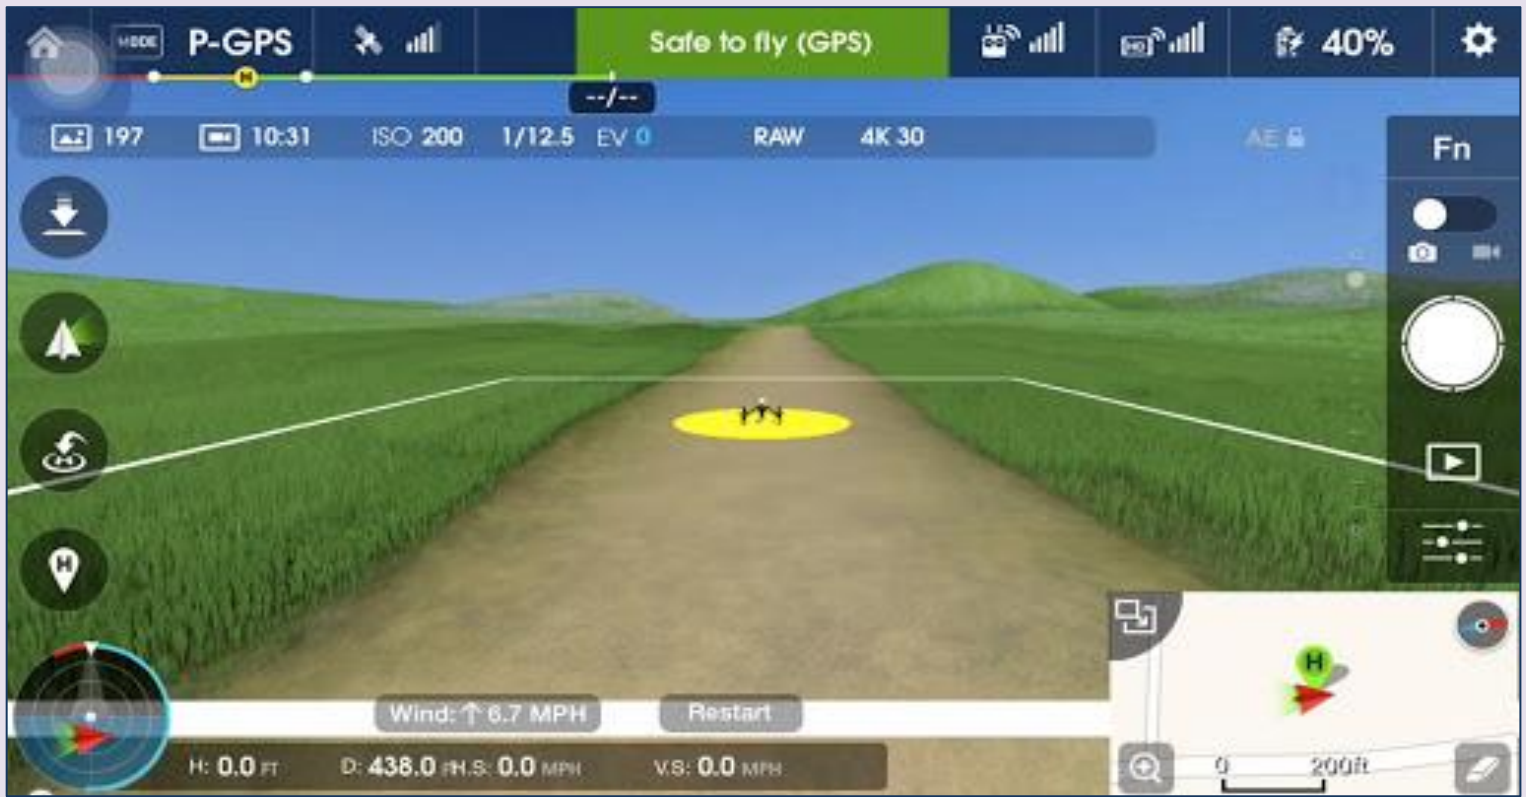 MODE P-GPS Safe to fly (GPS) HD 40%
H
--/--
197 10:31 ISO 200 1/12.5 EV 0 RAW 4K 30 AE
Fn
H
H
H
Wind: ↑ 6.7 MPH Restart
H: 0.0 FT D: 438.0 FH.S: 0.0 MPH V.S: 0.0 MPH
0 200ft